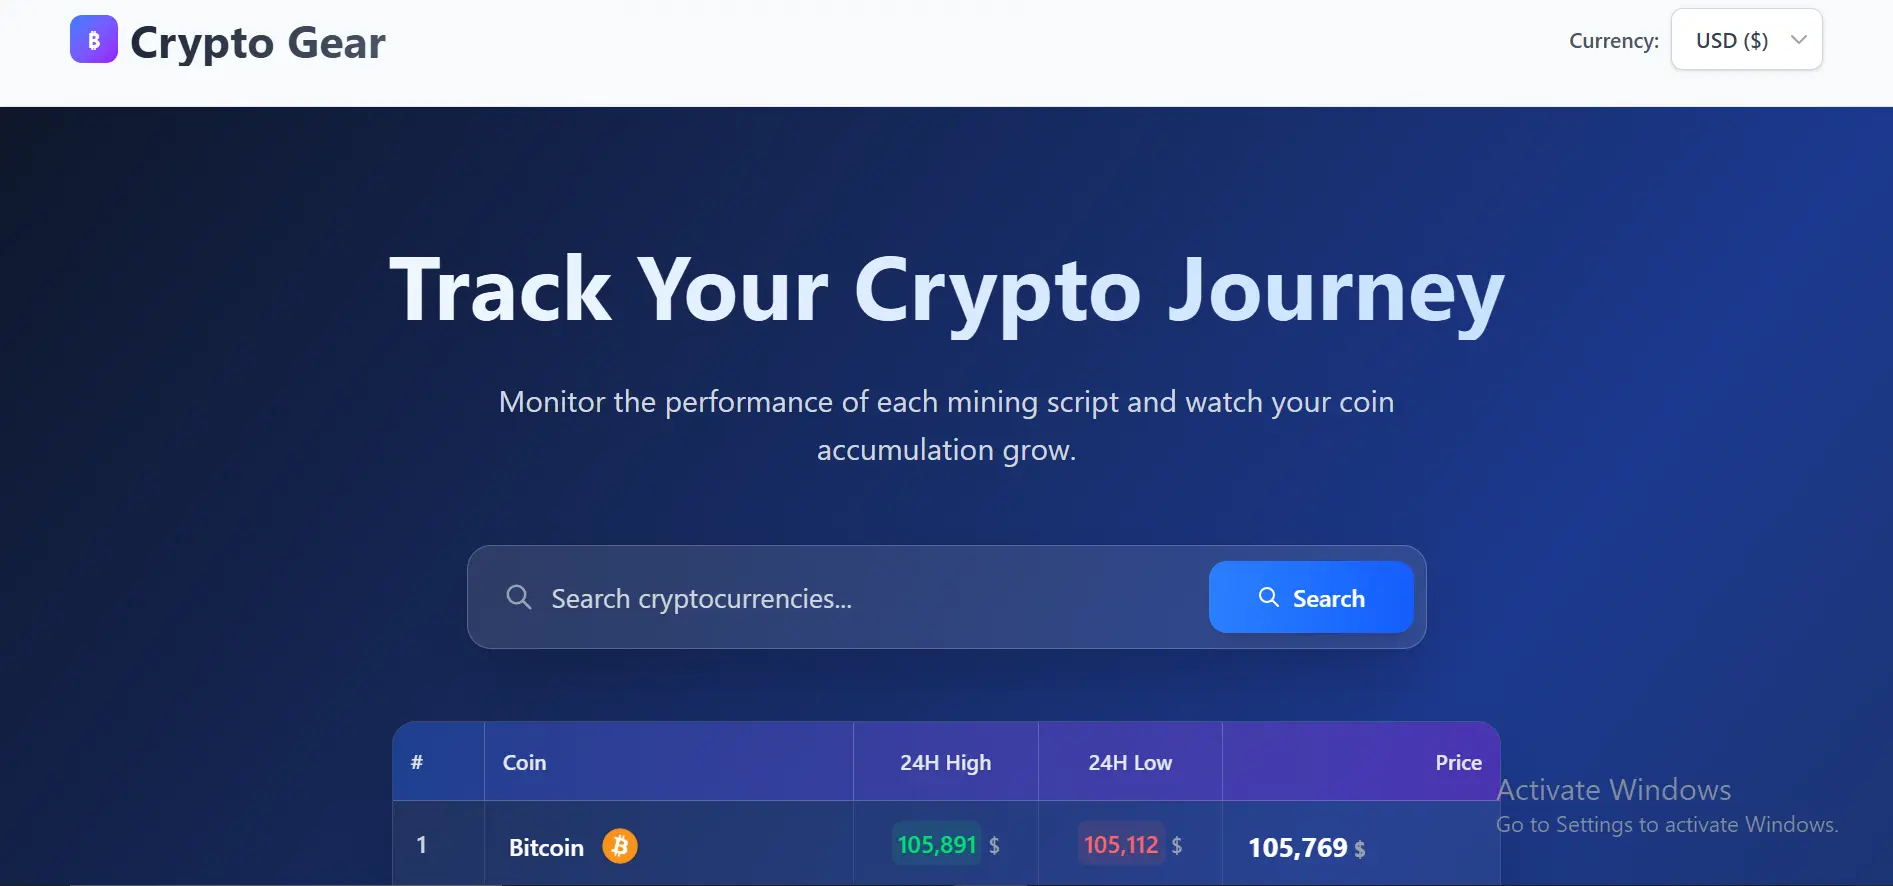 Crypto Gear
Currency:
USD ($)
Track Your Crypto Journey
Monitor the performance of each mining script and watch your coin
accumulation grow.
Search cryptocurrencies...
Search
# Coin 24H High 24H Low Price
1 Bitcoin 105,891 $ 105,112 $ 105,769 $
Activate Windows
Go to Settings to activate Windows.